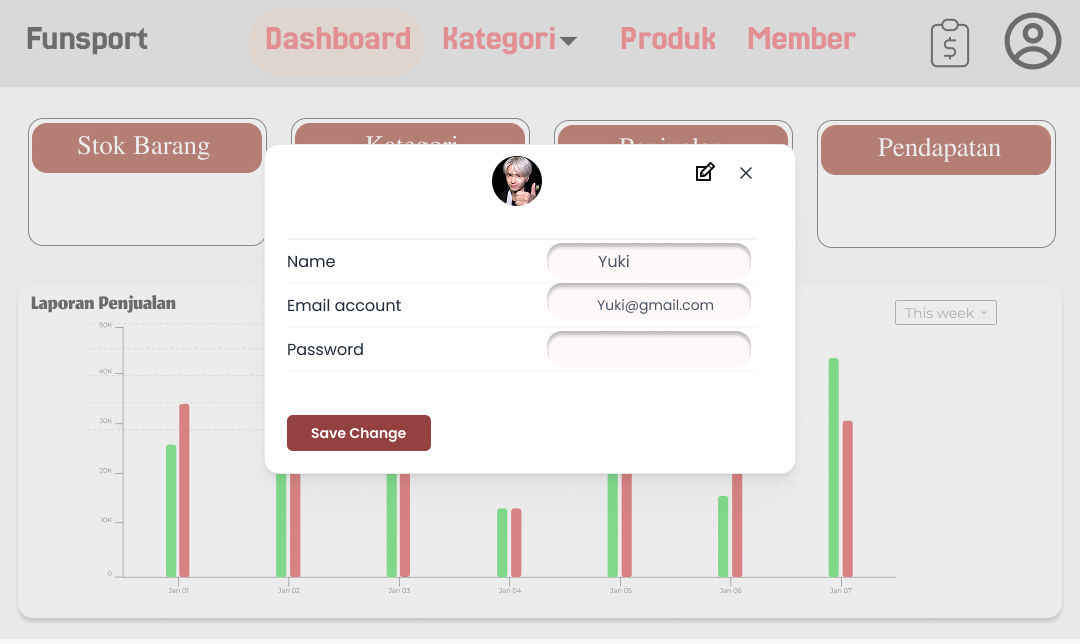 Funsport Dashboard Kategori Produk Member
Stok Barang Kategori Penjualan Pendapatan
Name Yuki
Email account Yuki@gmail.com
Password
Save Change
Laporan Penjualan
This week
50K
40K
30K
20K
10K
0
Jan 01 Jan 02 Jan 03 Jan 04 Jan 05 Jan 06 Jan 07